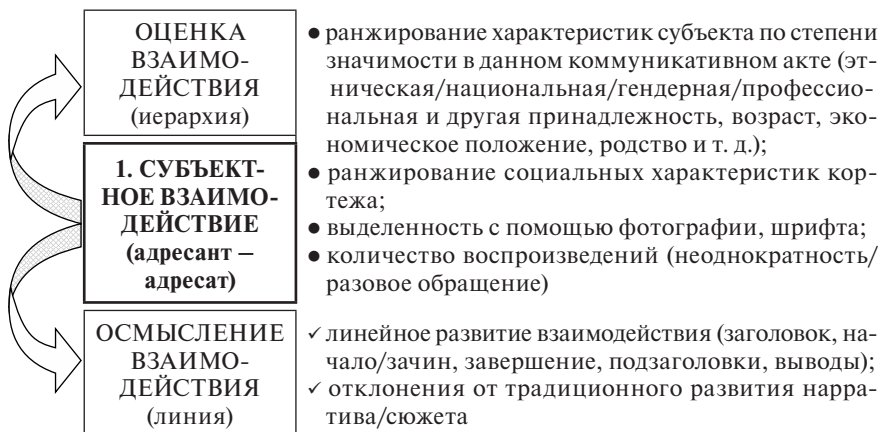 ОЦЕНКА
ВЗАИМО-
ДЕЙСТВИЯ
(иерархия)
● ранжирование характеристик субъекта по степени
значимости в данном коммуникативном акте (эт-
ническая/национальная/гендерная/профессио-
нальная и другая принадлежность, возраст, эко-
номическое положение, родство и т. д.);
1. СУБЪЕКТ-
НОЕ ВЗАИМО-
ДЕЙСТВИЕ
(адресант –
адресат)
● ранжирование социальных характеристик кор-
тежа;
● выделенность с помощью фотографии, шрифта;
● количество воспроизведений (неоднократность/
разовое обращение)
ОСМЫСЛЕНИЕ
ВЗАИМО-
ДЕЙСТВИЯ
(линия)
✓ линейное развитие взаимодействия (заголовок, на-
чало/зачин, завершение, подзаголовки, выводы);
✓ отклонения от традиционного развития нарра-
тива/сюжета